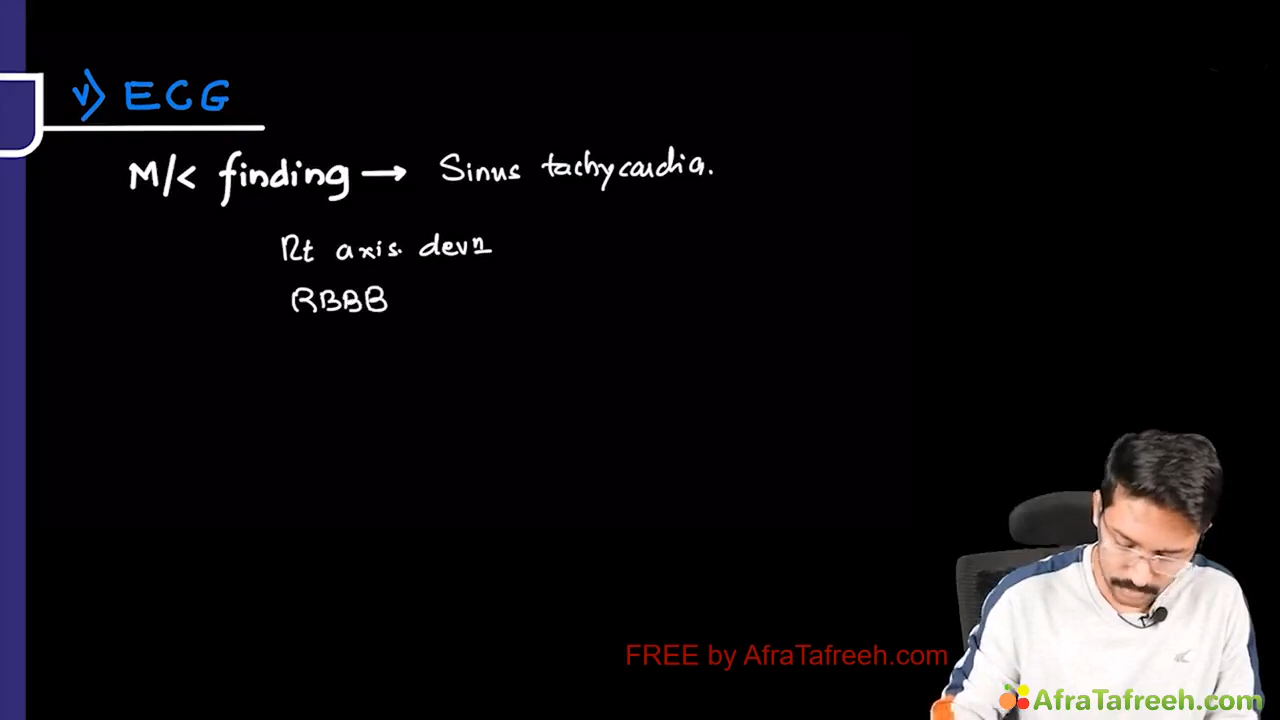 v) ECG
M/C finding → Sinus tachycardia.
Rt axis devn
RBBB
FREE by AfraTafreeh.com
AfraTafreeh.com